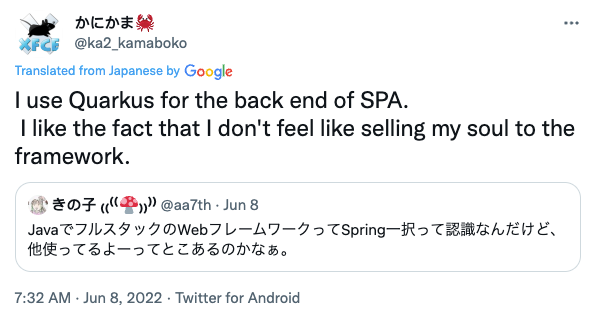 かにかま🦀
@ka2_kamaboko
Translated from Japanese by Google
I use Quarkus for the back end of SPA.
I like the fact that I don't feel like selling my soul to the
framework.
きの子 ₍₍⁽⁽🍄₎₎⁾⁾ @aa7th · Jun 8
JavaでフルスタックのWebフレームワークってSpring一択って認識なんだけど、
他使ってるよーってとこあるのかなぁ。
7:32 AM · Jun 8, 2022 · Twitter for Android
XFCF